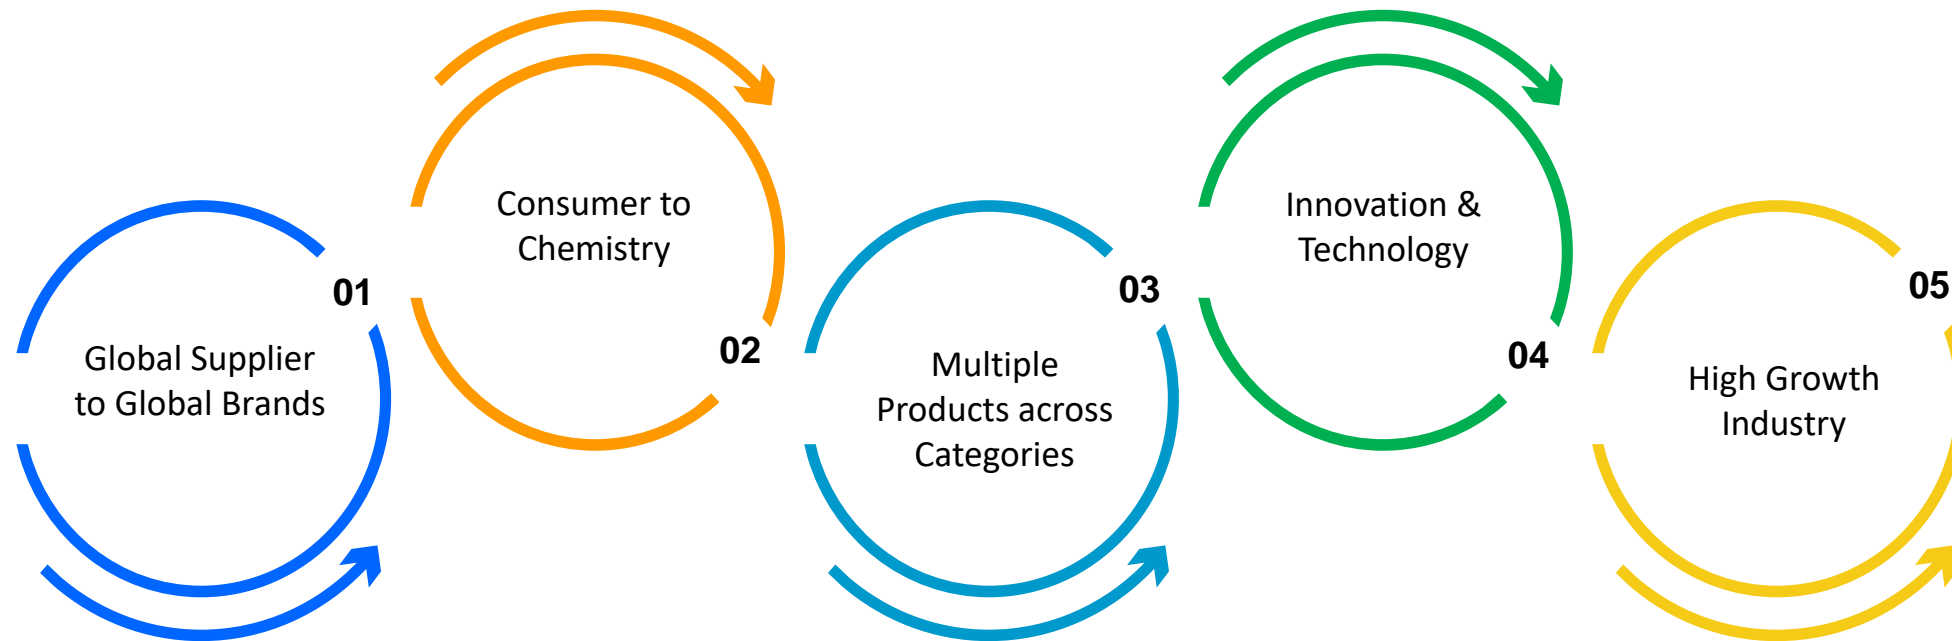 01
Global Supplier
to Global Brands
02
Consumer to
Chemistry
03
Multiple
Products across
Categories
04
Innovation &
Technology
05
High Growth
Industry